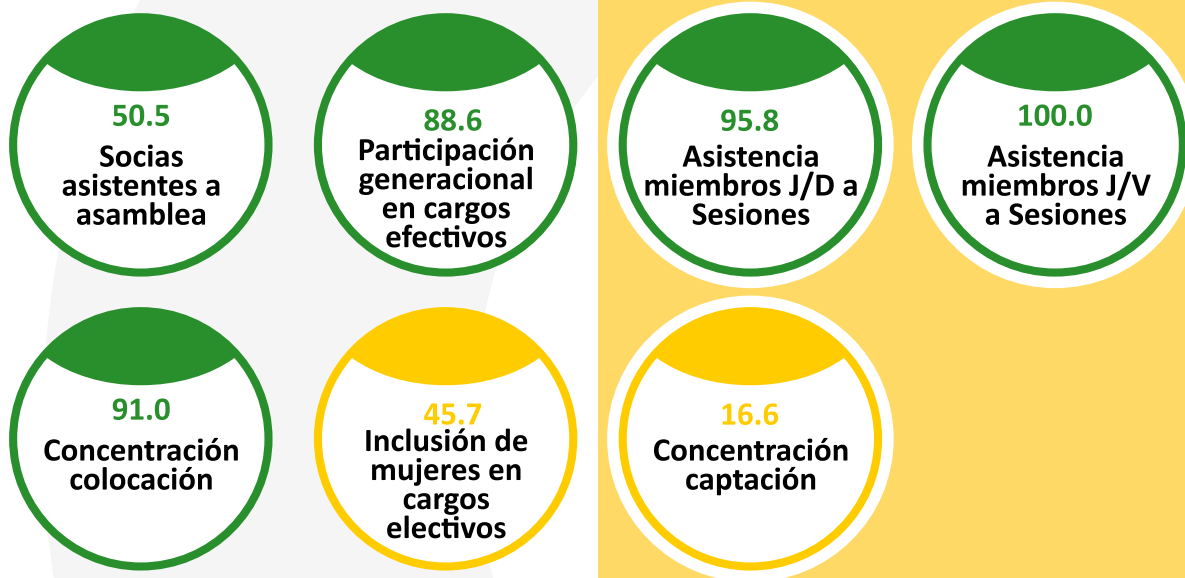 50.5
Socias
asistentes a
asamblea
88.6
Participación
generacional
en cargos
efectivos
95.8
Asistencia
miembros J/D a
Sesiones
100.0
Asistencia
miembros J/V
a Sesiones
91.0
Concentración
colocación
45.7
Inclusión de
mujeres en
cargos
electivos
16.6
Concentración
captación